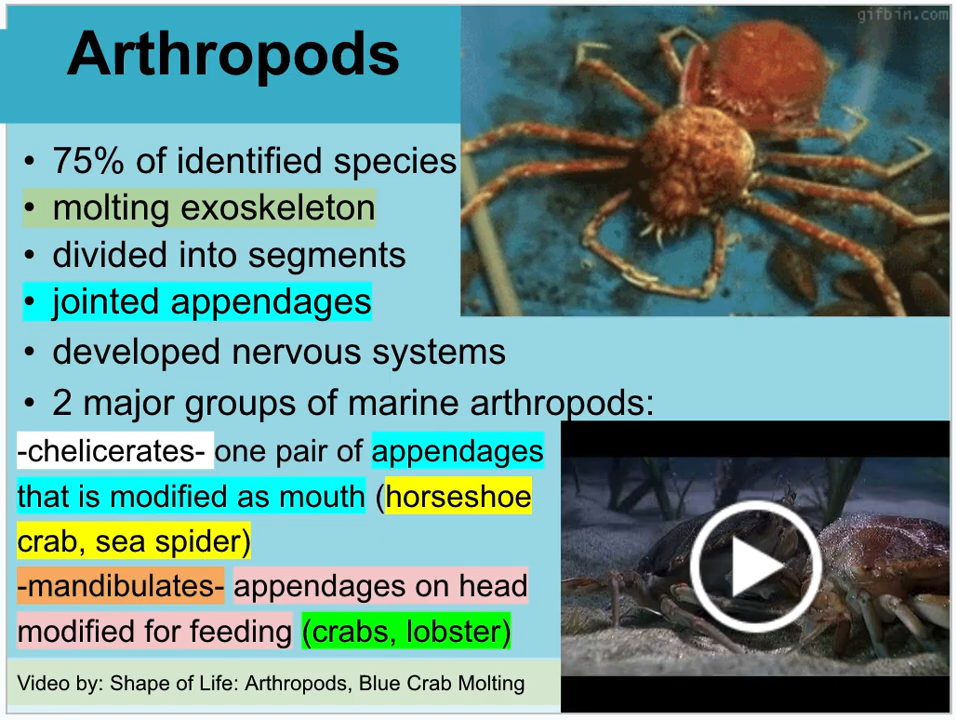 gifbin.com
Arthropods
• 75% of identified species
• molting exoskeleton
• divided into segments
• jointed appendages
• developed nervous systems
• 2 major groups of marine arthropods:
-chelicerates- one pair of appendages
that is modified as mouth (horseshoe
crab, sea spider)
-mandibulates- appendages on head
modified for feeding (crabs, lobster)
Video by: Shape of Life: Arthropods, Blue Crab Molting